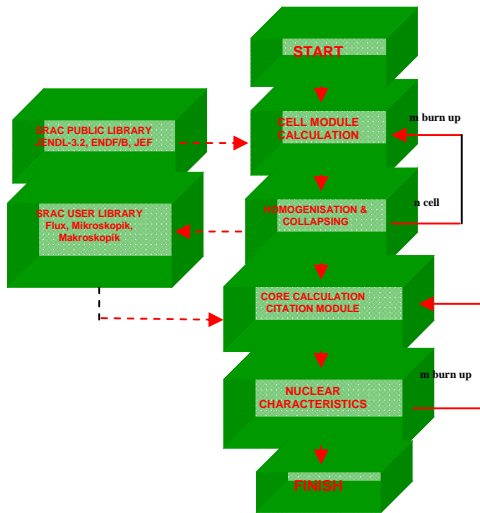 START
SRAC PUBLIC LIBRARY
JENDL-3.2, ENDF/B, JEF
CELL MODULE
CALCULATION
m burn up
SRAC USER LIBRARY
Flux, Mikroskopik,
Makroskopik
HOMOGENISATION &
COLLAPSING
n cell
CORE CALCULATION
CITATION MODULE
m burn up
NUCLEAR
CHARACTERISTICS
FINISH